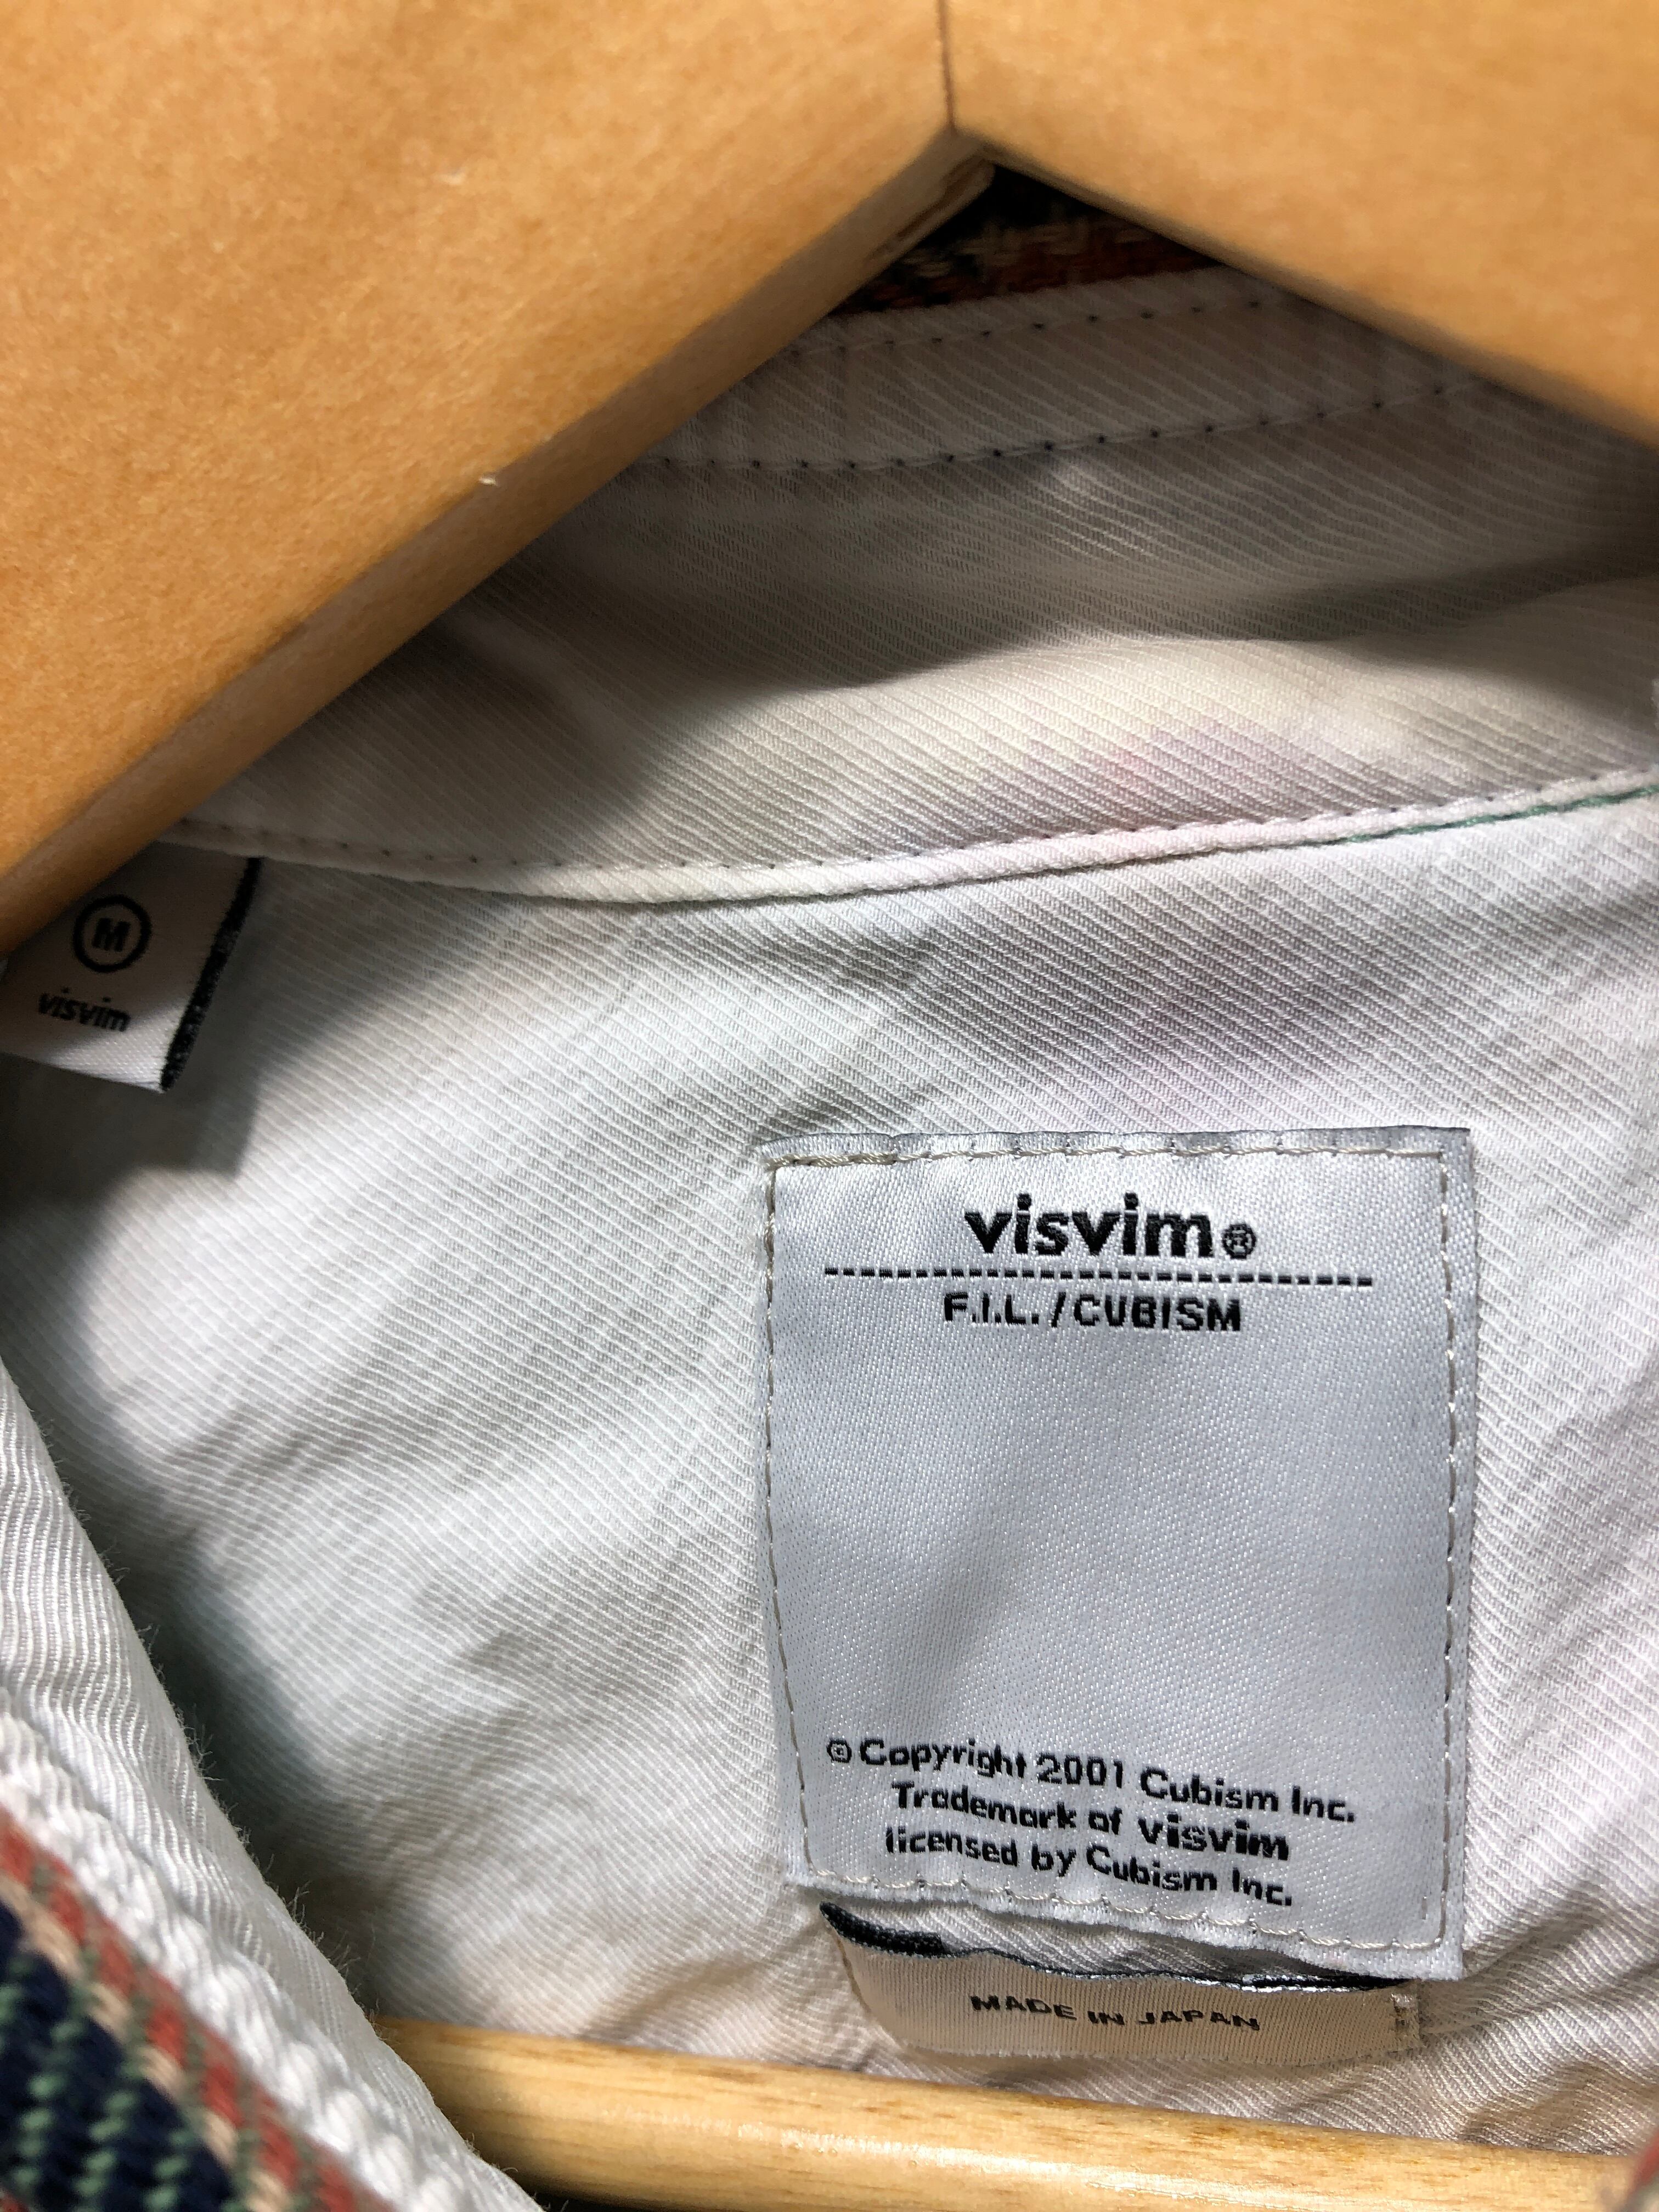 M
visvim
visvim®
F.I.L./CUBISM
© Copyright 2001 Cubism Inc.
Trademark of visvim
licensed by Cubism Inc.
MADE IN JAPAN